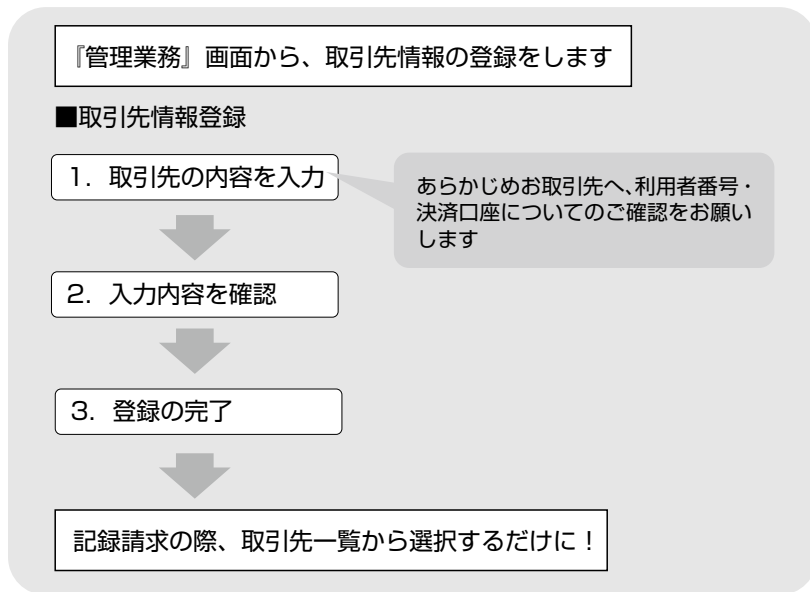 『管理業務』画面から、取引先情報の登録をします
■取引先情報登録
1．取引先の内容を入力
あらかじめお取引先へ、利用者番号・
決済口座についてのご確認をお願い
します
2．入力内容を確認
3．登録の完了
記録請求の際、取引先一覧から選択するだけに！